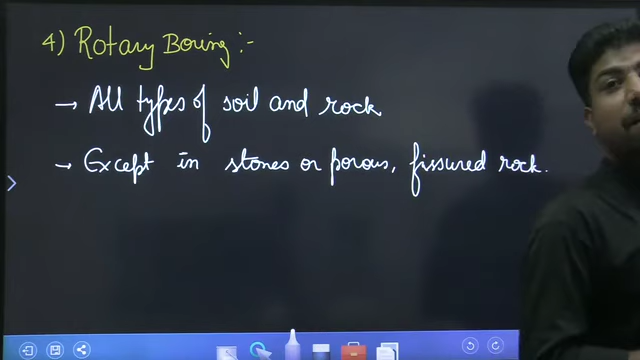 4) Rotary Boring :-
→ All types of soil and rock
→ Except in stones or porous, fissured rock.